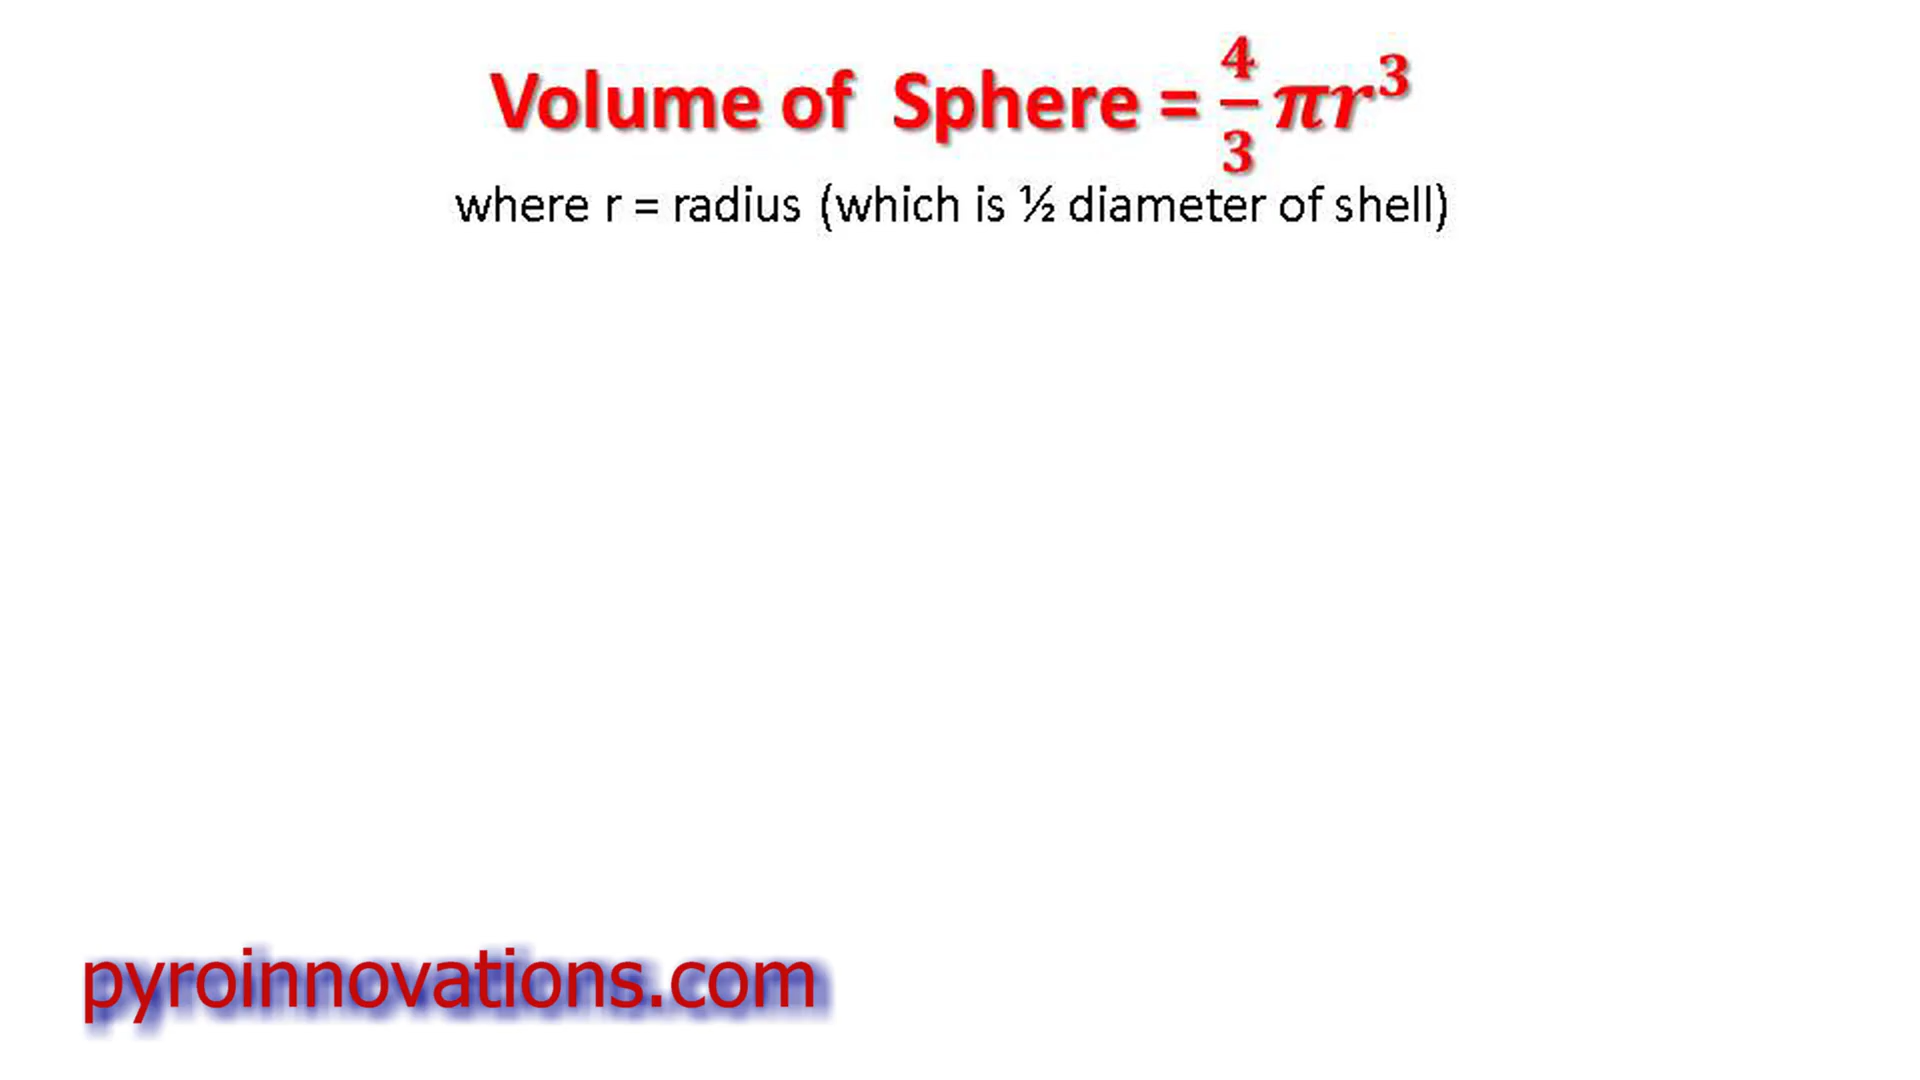 Volume of Sphere = 4/3 πr³
where r = radius (which is ½ diameter of shell)
pyroinnovations.com